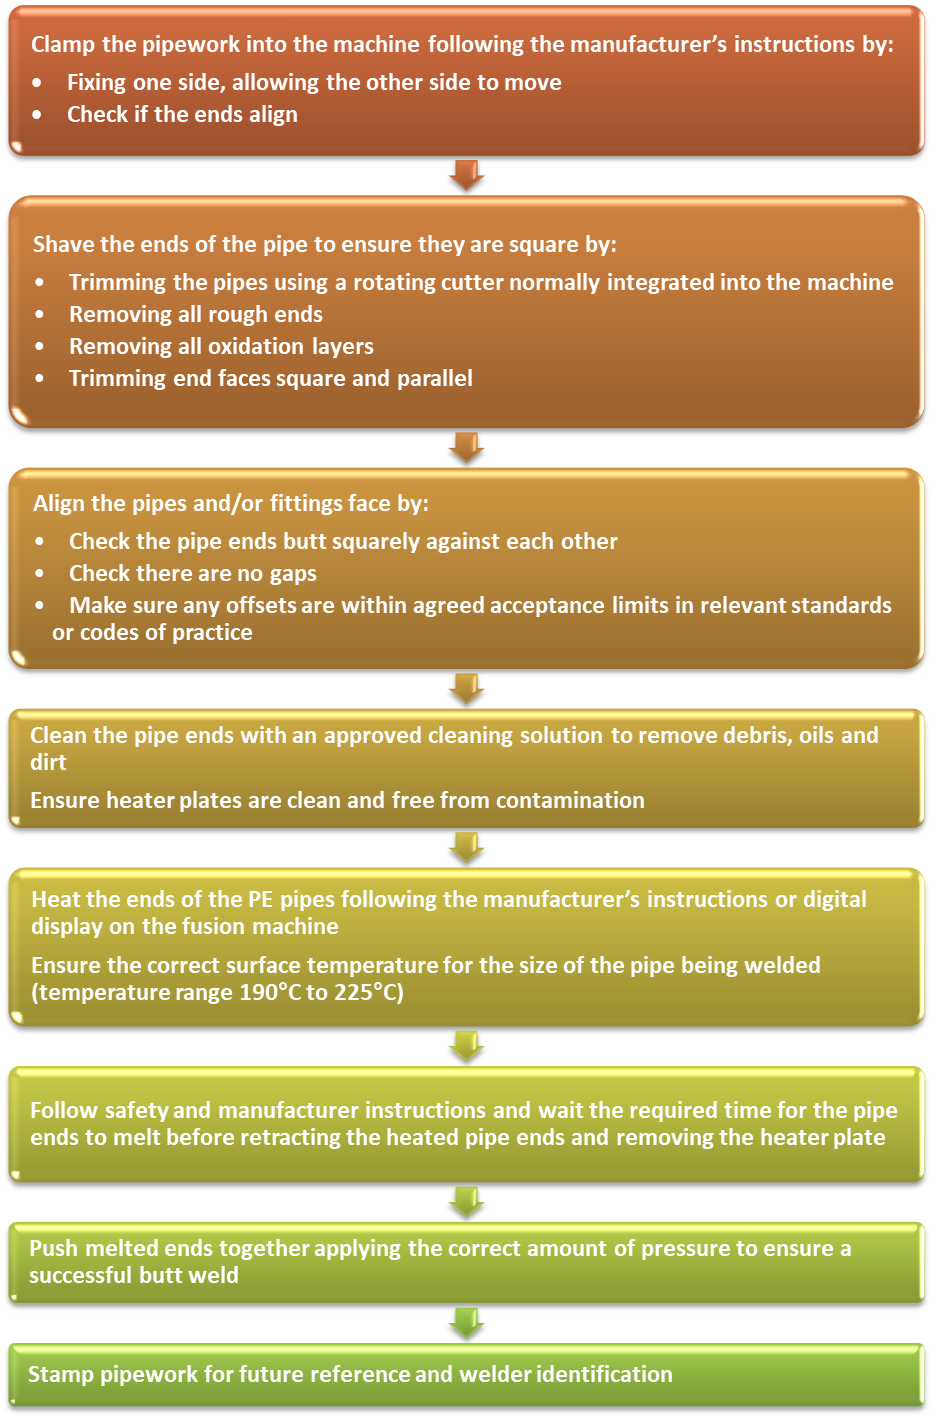 Clamp the pipework into the machine following the manufacturer’s instructions by:
• Fixing one side, allowing the other side to move
• Check if the ends align
Shave the ends of the pipe to ensure they are square by:
• Trimming the pipes using a rotating cutter normally integrated into the machine
• Removing all rough ends
• Removing all oxidation layers
• Trimming end faces square and parallel
Align the pipes and/or fittings face by:
• Check the pipe ends butt squarely against each other
• Check there are no gaps
• Make sure any offsets are within agreed acceptance limits in relevant standards
or codes of practice
Clean the pipe ends with an approved cleaning solution to remove debris, oils and
dirt
Ensure heater plates are clean and free from contamination
Heat the ends of the PE pipes following the manufacturer’s instructions or digital
display on the fusion machine
Ensure the correct surface temperature for the size of the pipe being welded
(temperature range 190°C to 225°C)
Follow safety and manufacturer instructions and wait the required time for the pipe
ends to melt before retracting the heated pipe ends and removing the heater plate
Push melted ends together applying the correct amount of pressure to ensure a
successful butt weld
Stamp pipework for future reference and welder identification